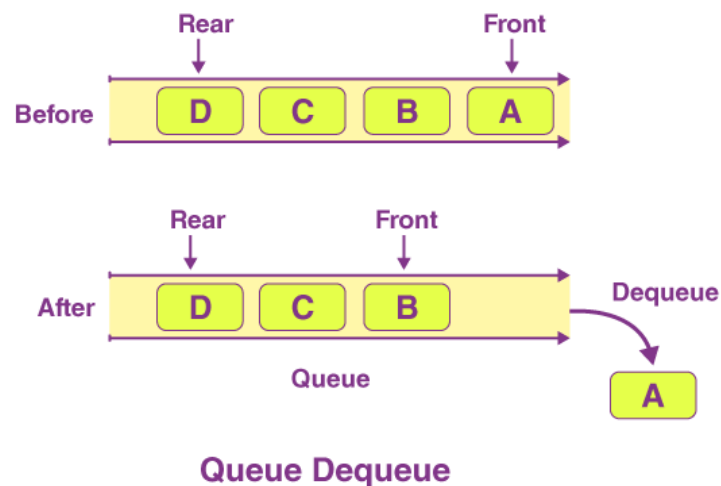 Rear Front
Before
D C B A
Rear Front
Dequeue
After
D C B
Queue
A
Queue Dequeue